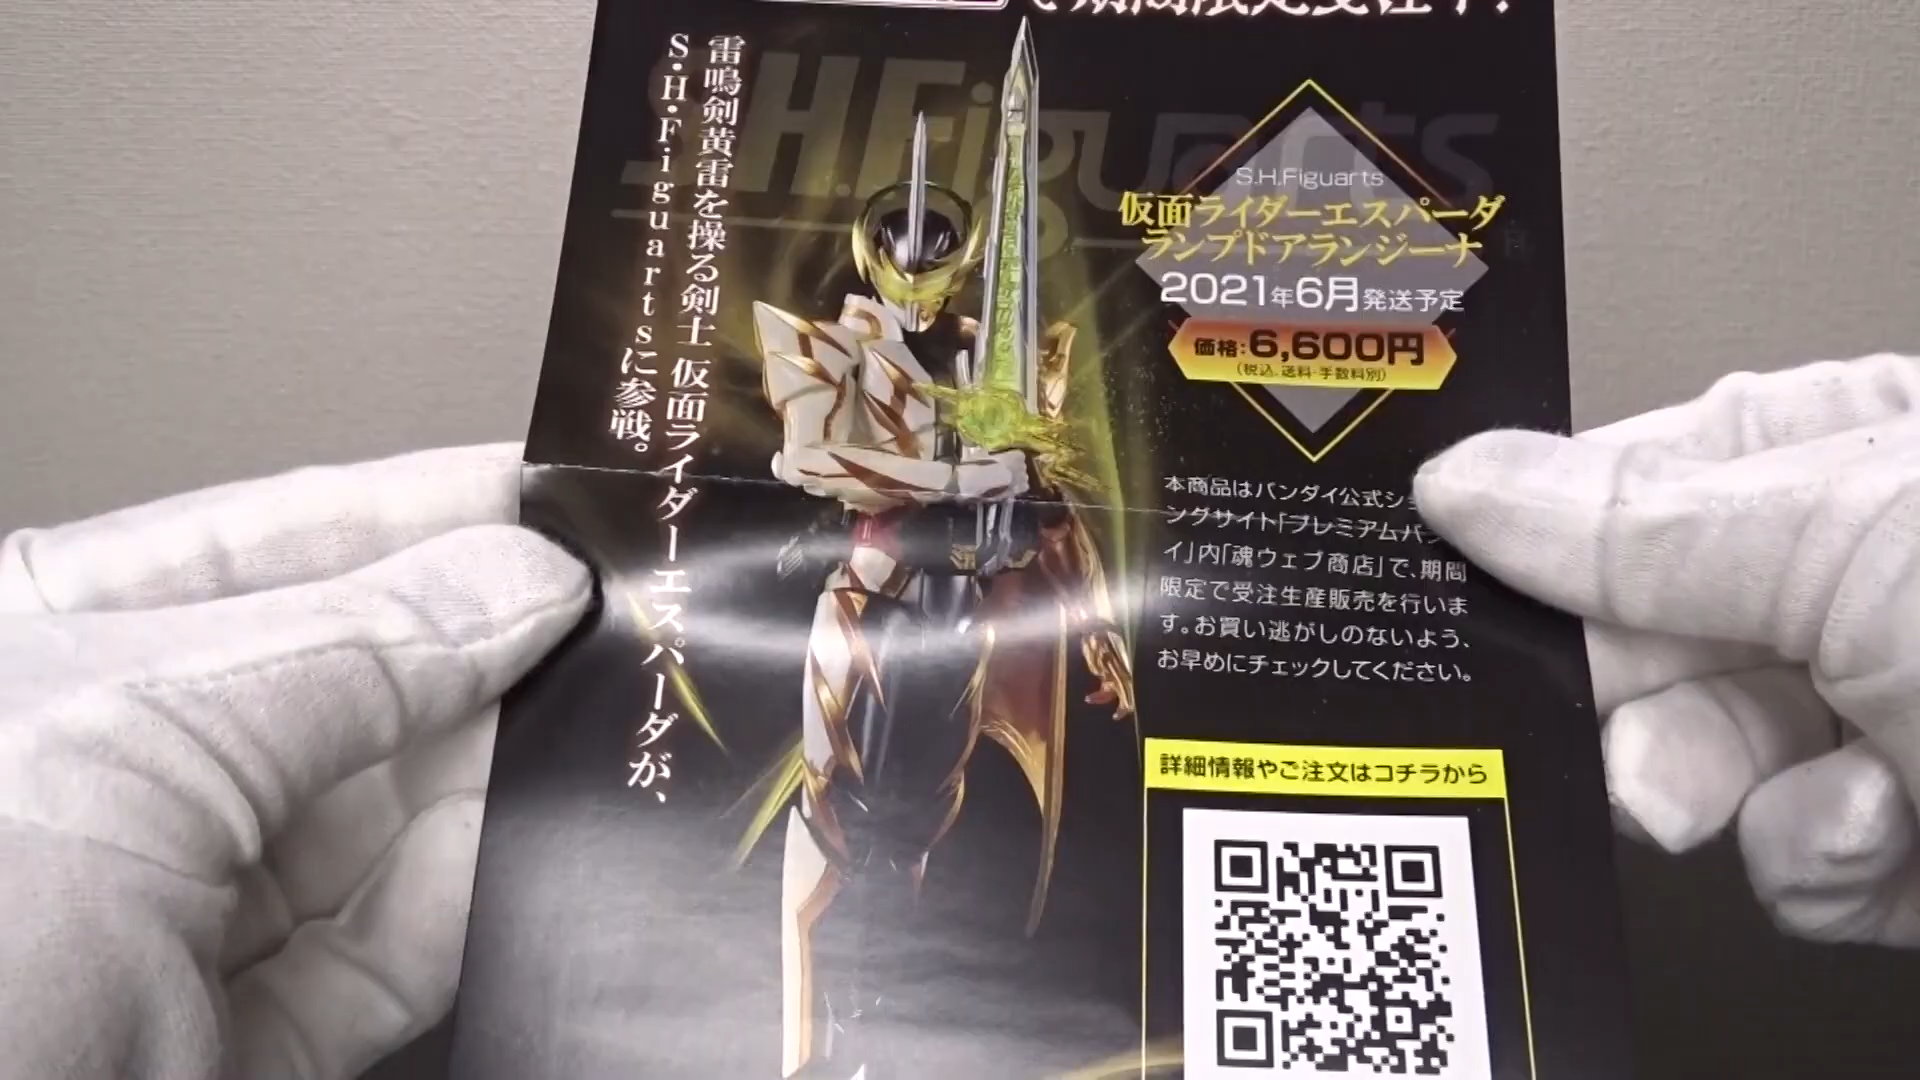 期間限定受注中!
雷鳴剣黄雷を操る剣士 仮面ライダーエスパーダが、
S.H.Figuartsに参戦。
S.H.Figuarts
S.H.Figuarts
仮面ライダーエスパーダ
ランプドアランジーナ
2021年6月発送予定
価格:6,600円
(税込、送料・手数料別)
本商品はバンダイ公式ショ
ングサイト「プレミアムバン
イ」内「魂ウェブ商店」で、期間
限定で受注生産販売を行いま
す。お買い逃がしのないよう、
お早めにチェックしてください。
詳細情報やご注文はコチラから